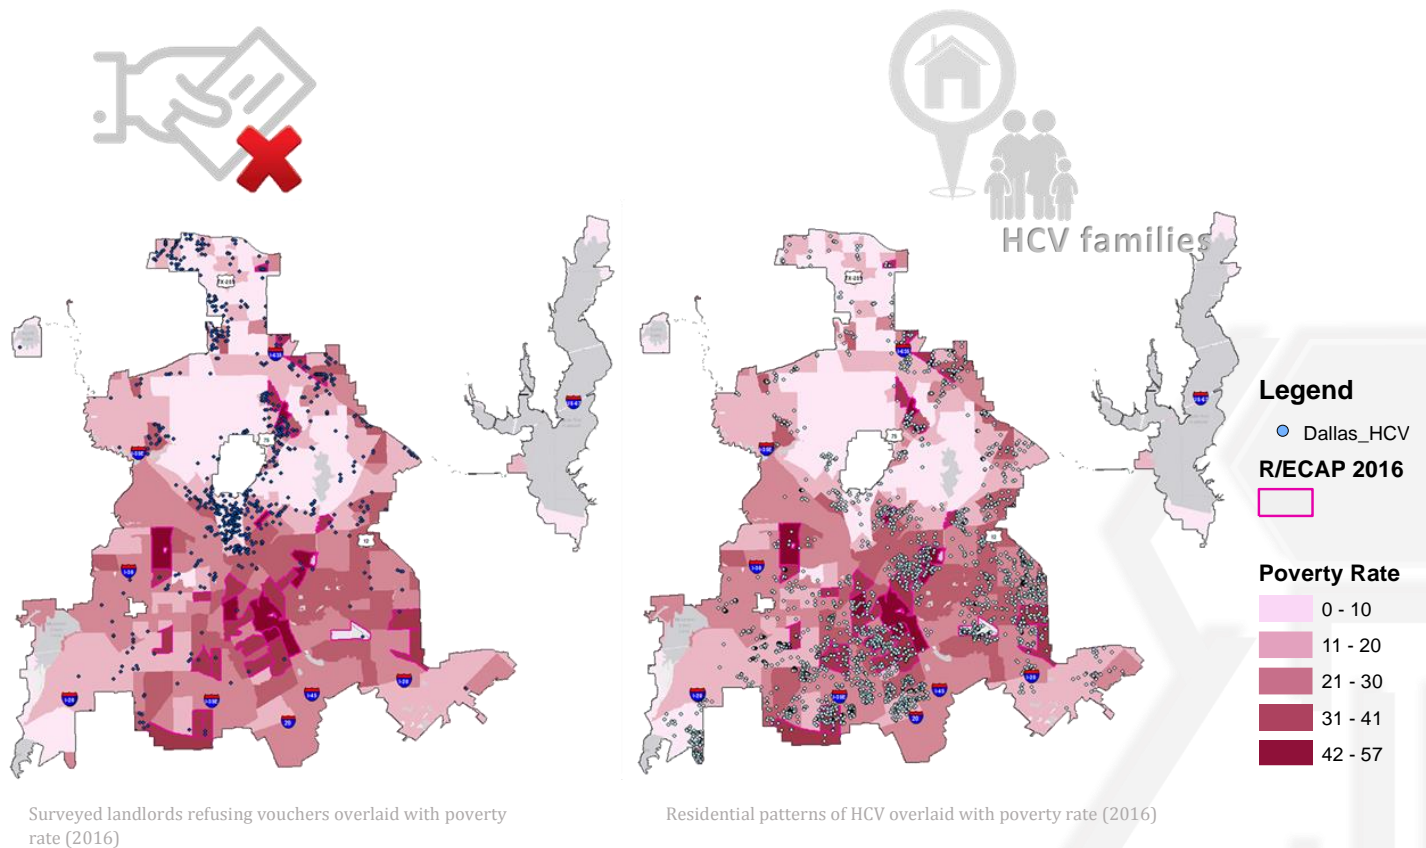 HCV families
Legend
Dallas_HCV
R/ECAP 2016
Poverty Rate
0 - 10
11 - 20
21 - 30
31 - 41
42 - 57
Surveyed landlords refusing vouchers overlaid with poverty
rate (2016)
Residential patterns of HCV overlaid with poverty rate (2016)